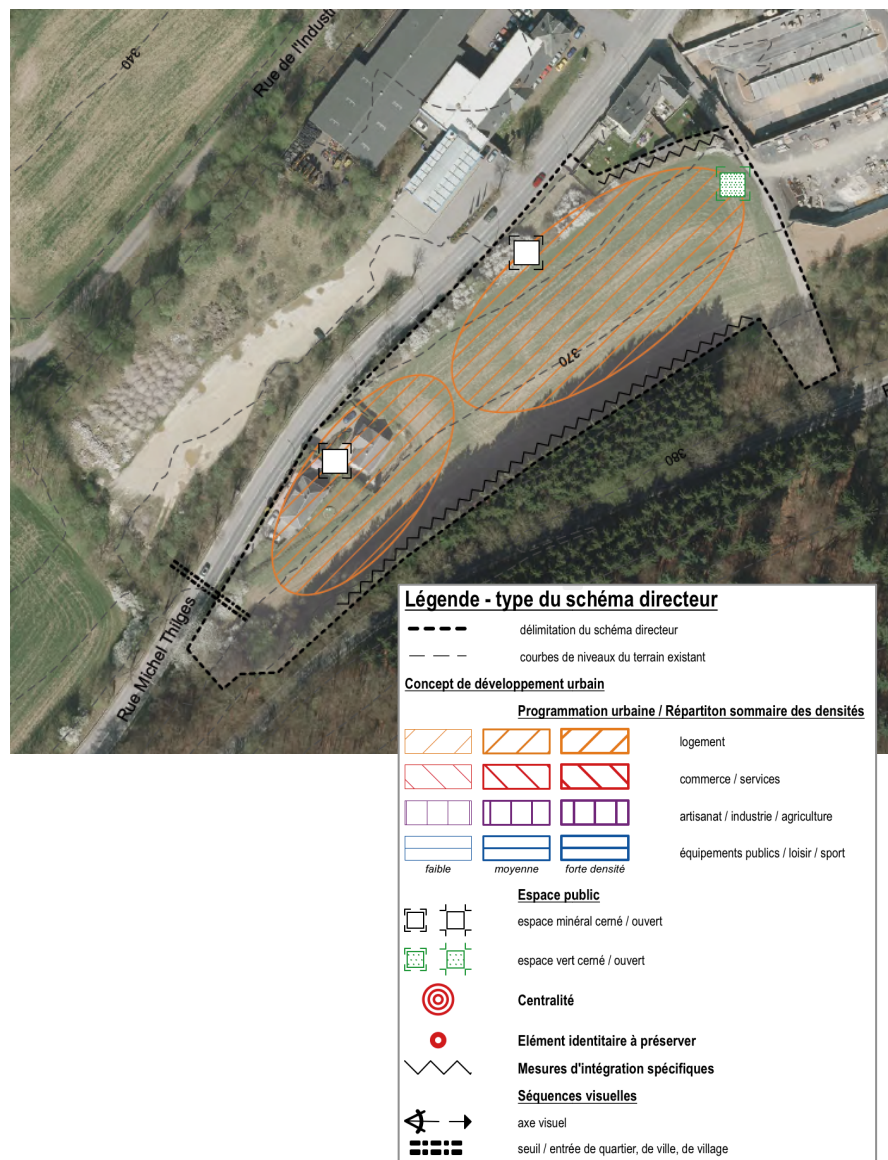 340
Rue de l'Industri
370
380
Rue Michel Thilges
Légende - type du schéma directeur
délimitation du schéma directeur
courbes de niveaux du terrain existant
Concept de développement urbain
Programmation urbaine / Répartiton sommaire des densités
logement
commerce / services
artisanat / industrie / agriculture
équipements publics / loisir / sport
faible moyenne forte densité
Espace public
espace minéral cerné / ouvert
espace vert cerné / ouvert
Centralité
Elément identitaire à préserver
Mesures d'intégration spécifiques
Séquences visuelles
axe visuel
seuil / entrée de quartier, de ville, de village